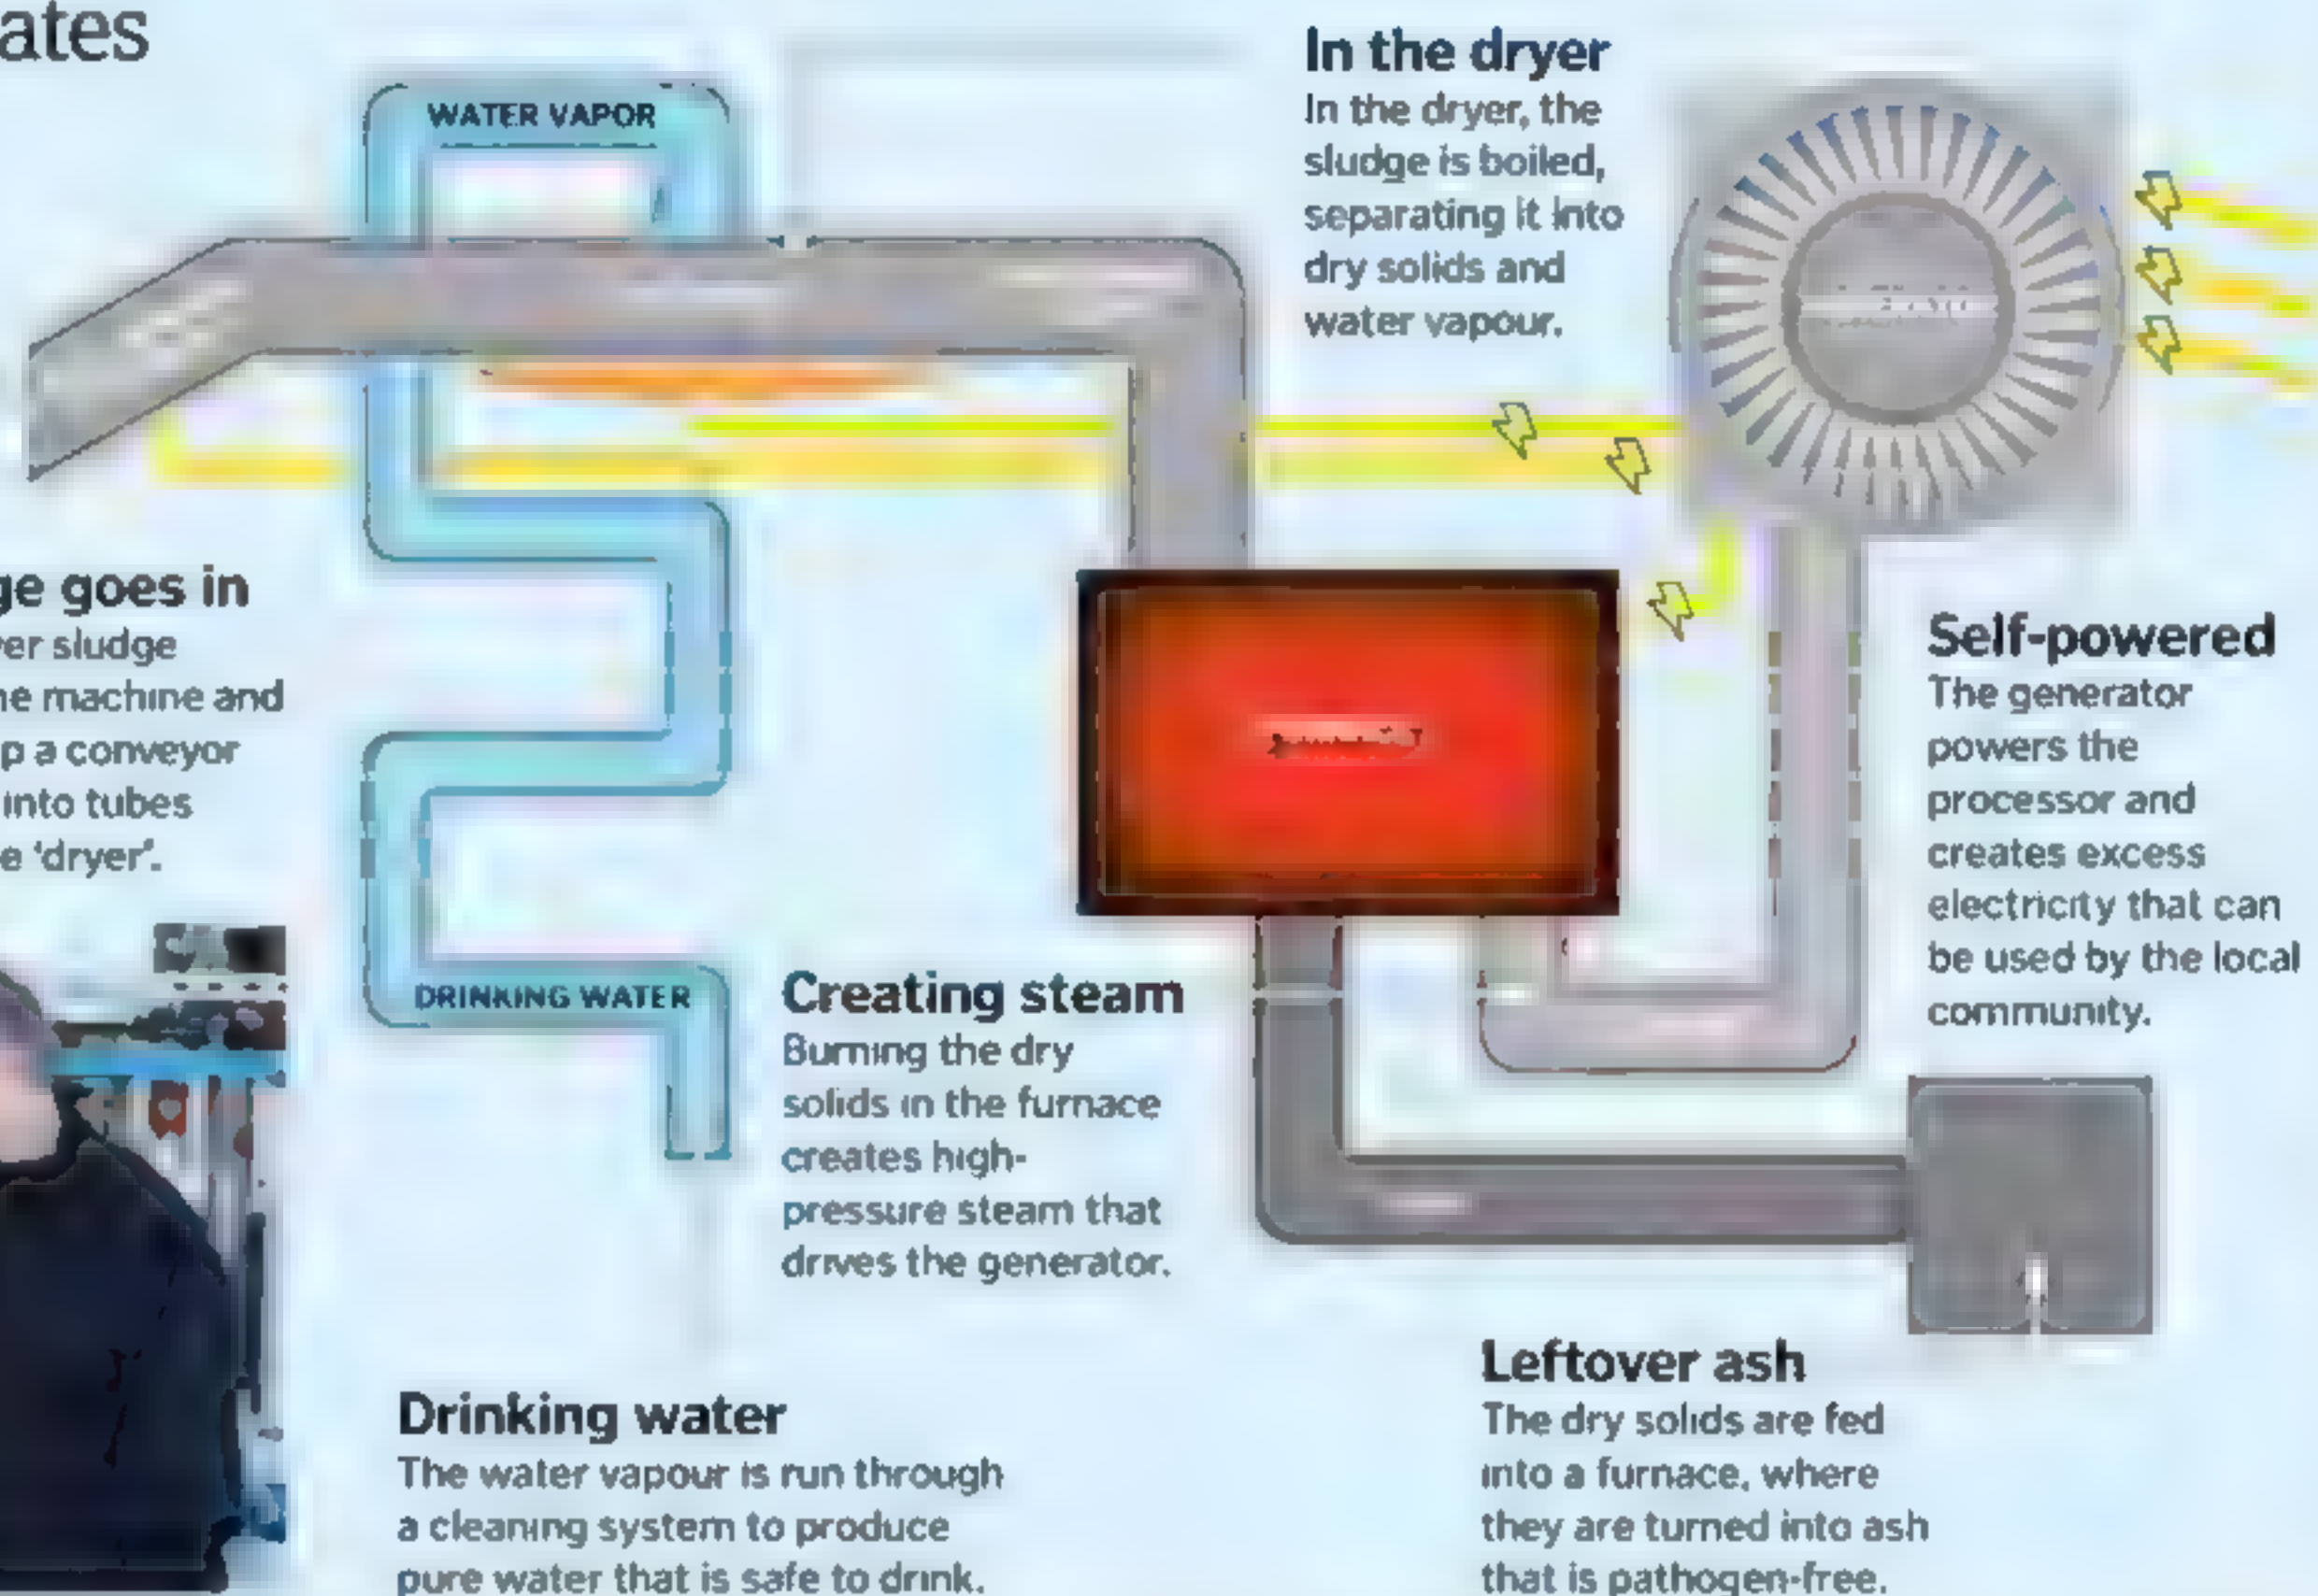 ates
WATER VAPOR
In the dryer
In the dryer, the
sludge is boiled,
separating it into
dry solids and
water vapour.
ge goes in
er sludge
he machine and
p a conveyor
into tubes
e ‘dryer’.
Self-powered
The generator
powers the
processor and
creates excess
electricity that can
be used by the local
community.
DRINKING WATER
Creating steam
Burning the dry
solids in the furnace
creates high-
pressure steam that
drives the generator.
Drinking water
The water vapour is run through
a cleaning system to produce
pure water that is safe to drink.
Leftover ash
The dry solids are fed
into a furnace, where
they are turned into ash
that is pathogen-free.